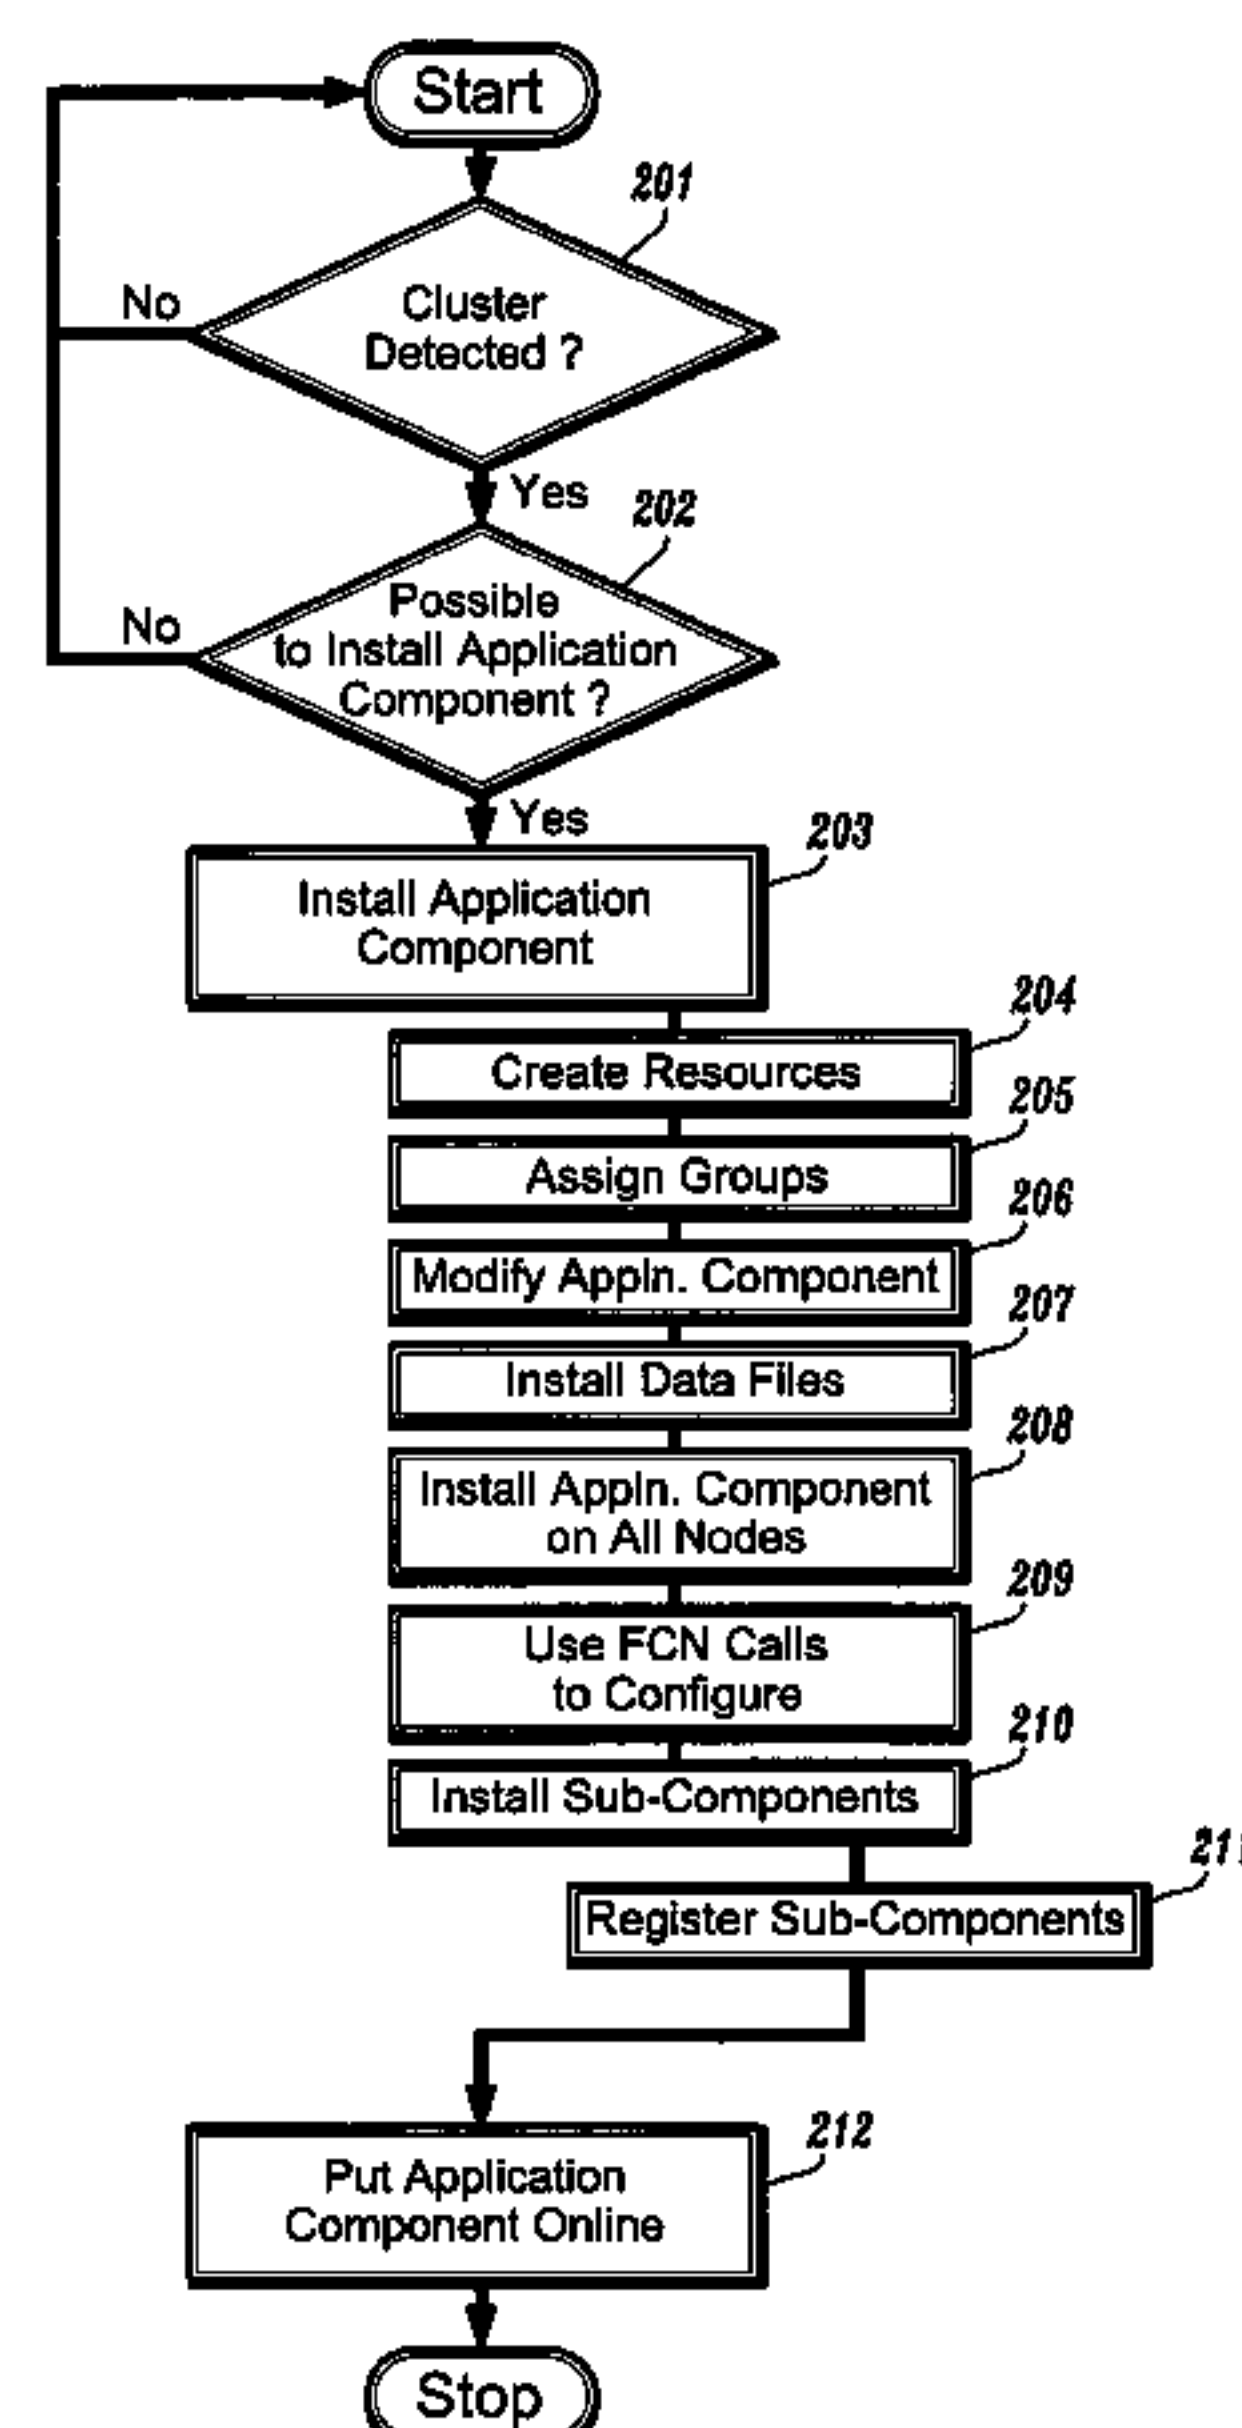 Start
201
Cluster
Detected ?
No
Yes
202
Possible
to Install Application
Component ?
No
Yes
203
Install Application
Component
204
Create Resources
205
Assign Groups
206
Modify Appln. Component
207
Install Data Files
208
Install Appln. Component
on All Nodes
209
Use FCN Calls
to Configure
210
Install Sub-Components
211
Register Sub-Components
212
Put Application
Component Online
Stop